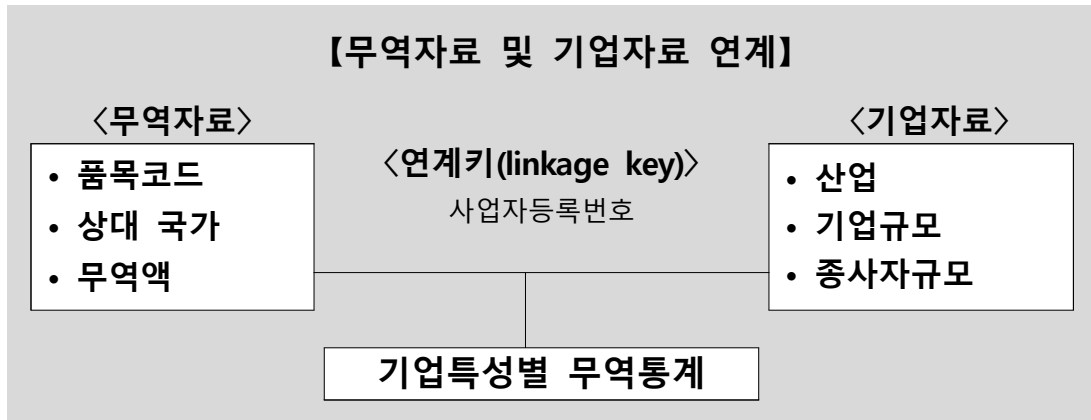 【무역자료 및 기업자료 연계】
〈무역자료〉
• 품목코드
• 상대 국가
• 무역액
〈연계키(linkage key)〉
사업자등록번호
〈기업자료〉
• 산업
• 기업규모
• 종사자규모
기업특성별 무역통계